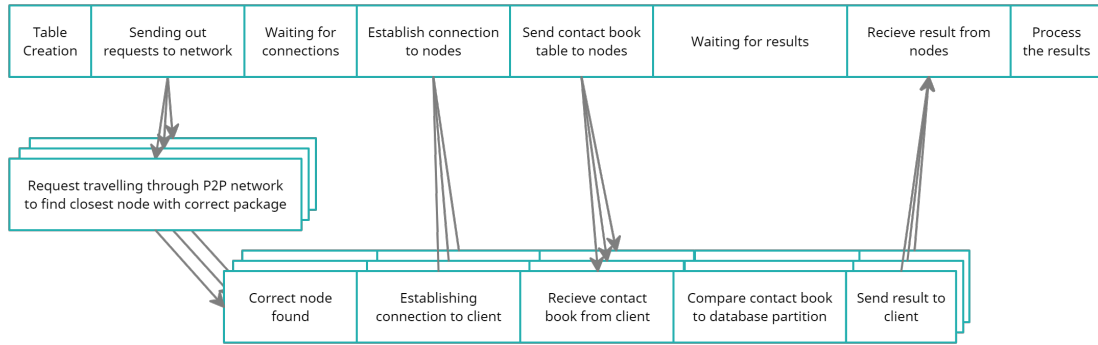 Table
Creation
Sending out
requests to network
Waiting for
connections
Establish connection
to nodes
Send contact book
table to nodes
Waiting for results
Recieve result from
nodes
Process
the results
Request travelling through P2P network
to find closest node with correct package
Correct node
found
Establishing
connection to client
Recieve contact
book from client
Compare contact book
to database partition
Send result to
client